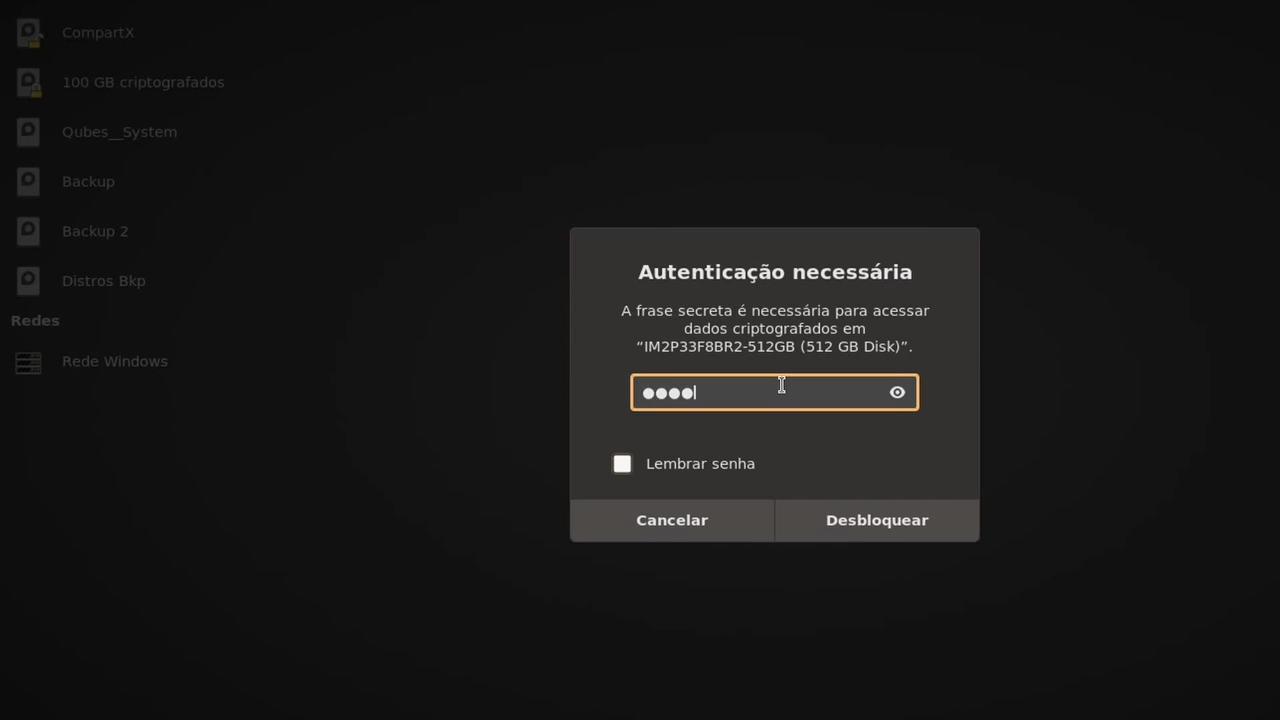 CompartX
100 GB criptografados
Qubes__System
Backup
Backup 2
Distros Bkp
Redes
Rede Windows
Autenticação necessária
A frase secreta é necessária para acessar
dados criptografados em
“IM2P33F8BR2-512GB (512 GB Disk)”.
●●●●
Lembrar senha
Cancelar
Desbloquear